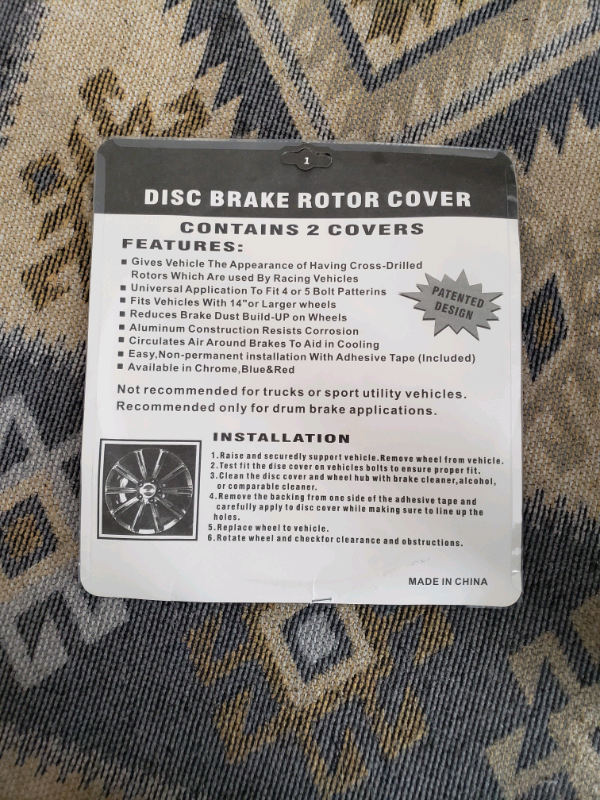 1
DISC BRAKE ROTOR COVER
CONTAINS 2 COVERS
FEATURES:
■ Gives Vehicle The Appearance of Having Cross-Drilled
Rotors Which Are used By Racing Vehicles
■ Universal Application To Fit 4 or 5 Bolt Patterins
■ Fits Vehicles With 14"or Larger wheels
■ Reduces Brake Dust Build-UP on Wheels
■ Aluminum Construction Resists Corrosion
■ Circulates Air Around Brakes To Aid in Cooling
■ Easy,Non-permanent installation With Adhesive Tape (Included)
■ Available in Chrome,Blue&Red
PATENTED
DESIGN
Not recommended for trucks or sport utility vehicles.
Recommended only for drum brake applications.
INSTALLATION
1.Raise and securedly support vehicle.Remove wheel from vehicle.
2.Test fit the dise cover on vehicles bolts to ensure proper fit.
3.Clean the disc cover and wheel hub with brake cleaner,alcohol,
or comparable cleaner.
4.Remove the backing from one side of the adhesive tape and
carefully apply to disc cover while making sure to line up the
holes.
5.Replace wheel to vehicle.
6.Rotate wheel and checkfor clearance and obstructions.
MADE IN CHINA